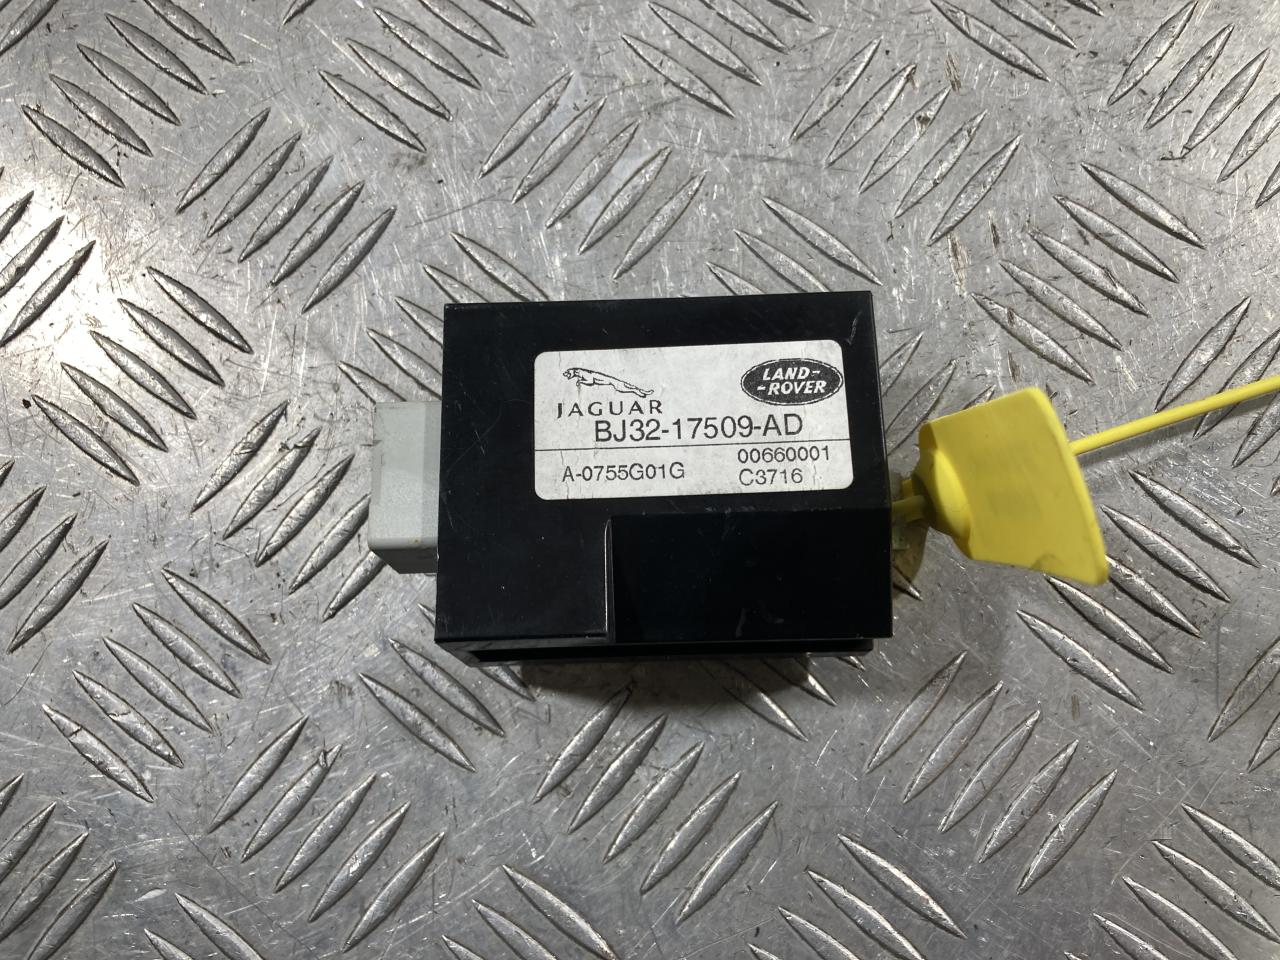 JAGUAR
LAND-
-ROVER
BJ32-17509-AD
A-0755G01G
00660001
C3716